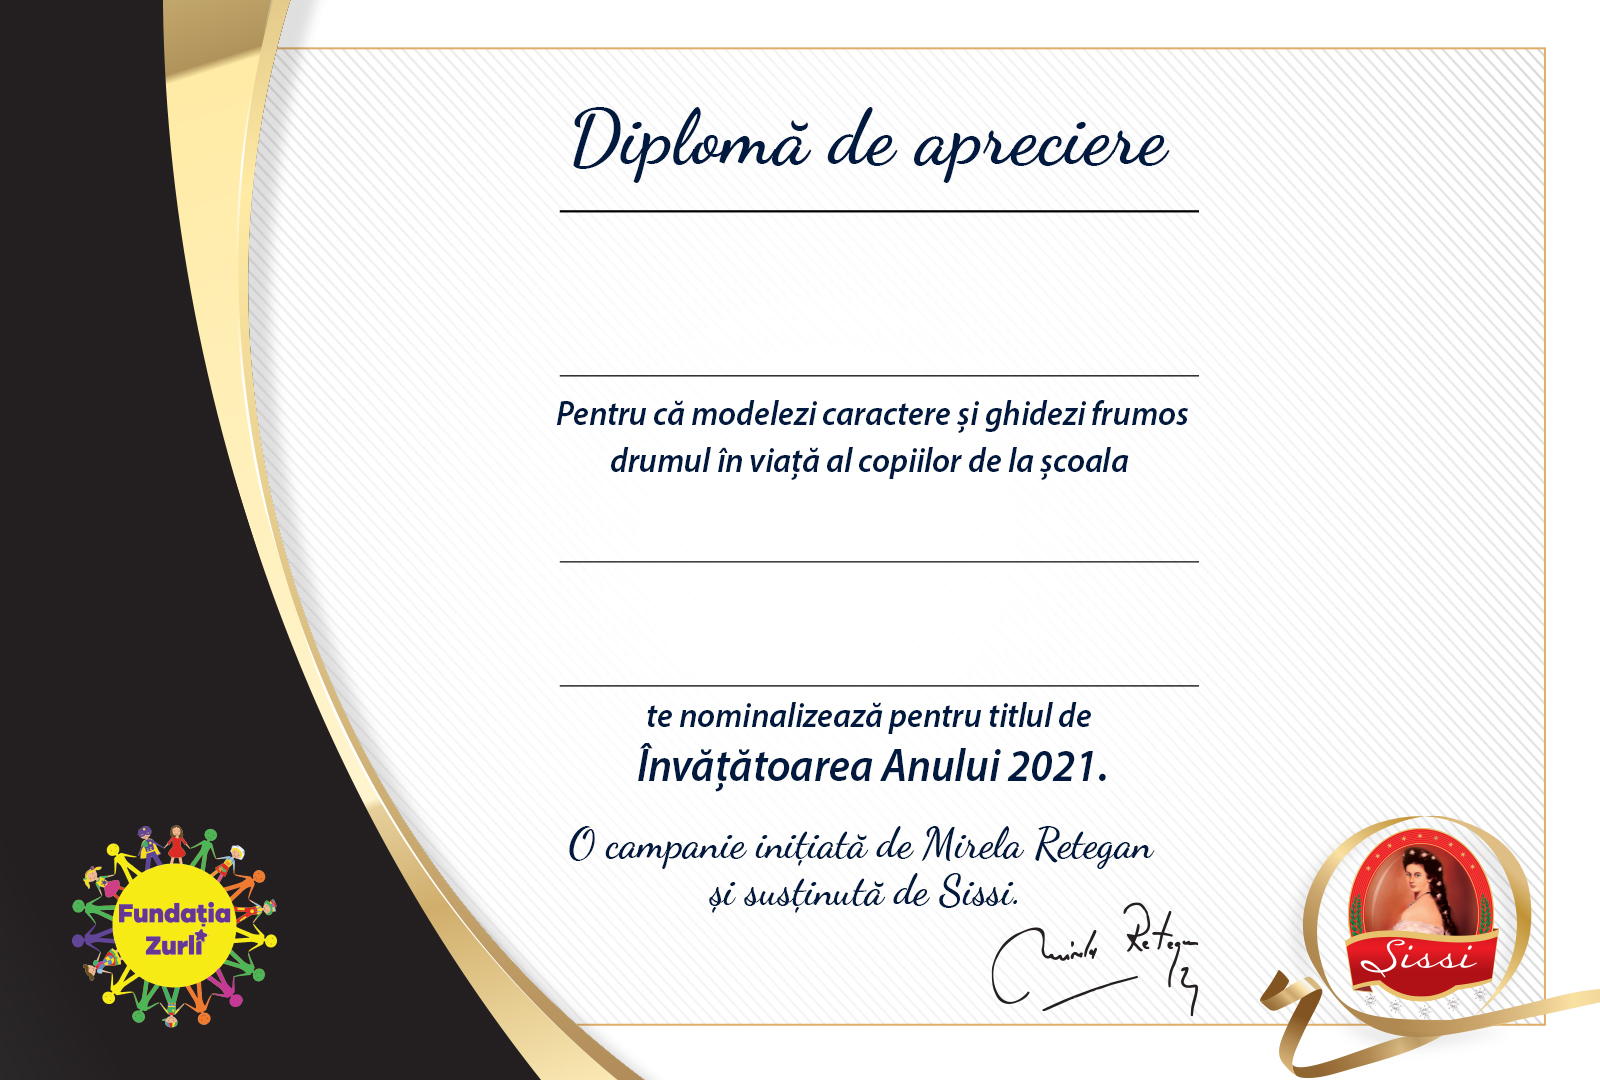 Diplomă de apreciere
Pentru că modelezi caractere și ghidezi frumos
drumul în viață al copiilor de la școala
te nominalizează pentru titlul de
Învățătoarea Anului 2021.
O campanie inițiată de Mirela Retegan
și susținută de Sissi.
Mirela Retegan
Fundația
Zurli
Sissi